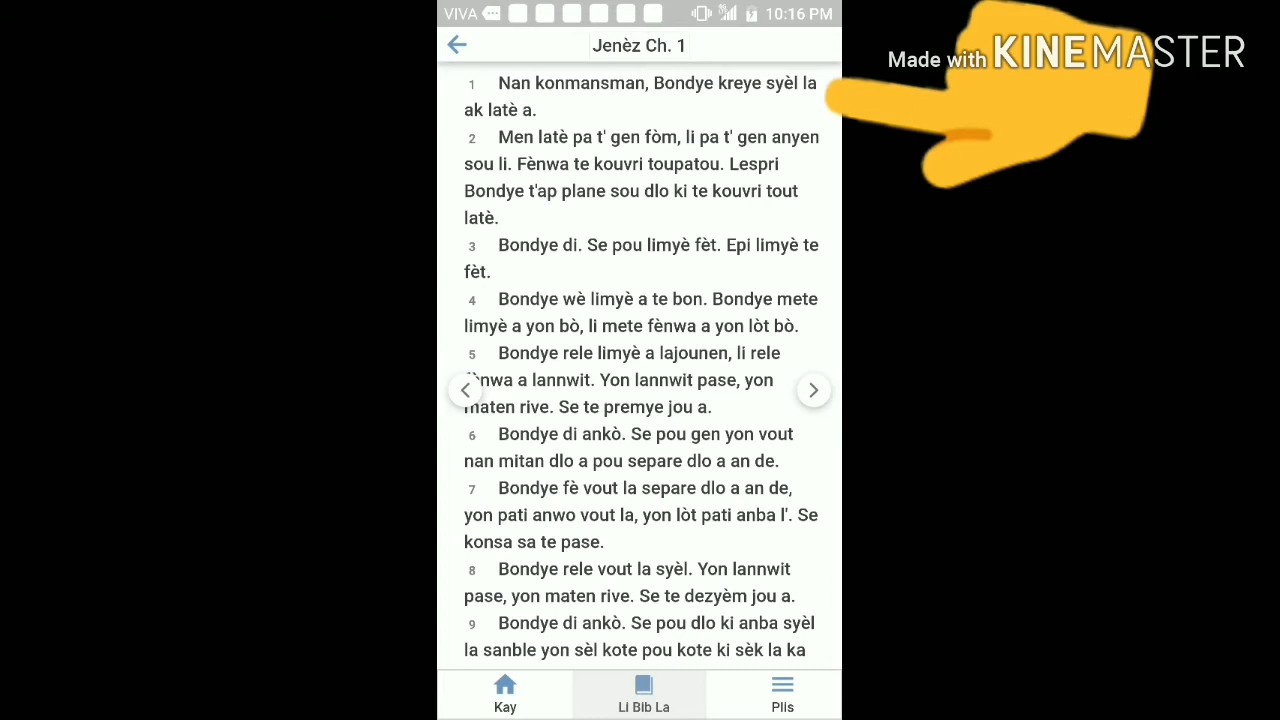 VIVA 10:16 PM
Made with KINEMASTER
Jenèz Ch. 1
1 Nan konmansman, Bondye kreye syèl la
ak latè a.
2 Men latè pa t' gen fòm, li pa t' gen anyen
sou li. Fènwa te kouvri toupatou. Lespri
Bondye t'ap plane sou dlo ki te kouvri tout
latè.
3 Bondye di. Se pou limyè fèt. Epi limyè te
fèt.
4 Bondye wè limyè a te bon. Bondye mete
limyè a yon bò, li mete fènwa a yon lòt bò.
5 Bondye rele limyè a lajounen, li rele
fènwa a lannwit. Yon lannwit pase, yon
maten rive. Se te premye jou a.
6 Bondye di ankò. Se pou gen yon vout
nan mitan dlo a pou separe dlo a an de.
7 Bondye fè vout la separe dlo a an de,
yon pati anwo vout la, yon lòt pati anba l'. Se
konsa sa te pase.
8 Bondye rele vout la syèl. Yon lannwit
pase, yon maten rive. Se te dezyèm jou a.
9 Bondye di ankò. Se pou dlo ki anba syèl
la sanble yon sèl kote pou kote ki sèk la ka
Kay Li Bib La Plis